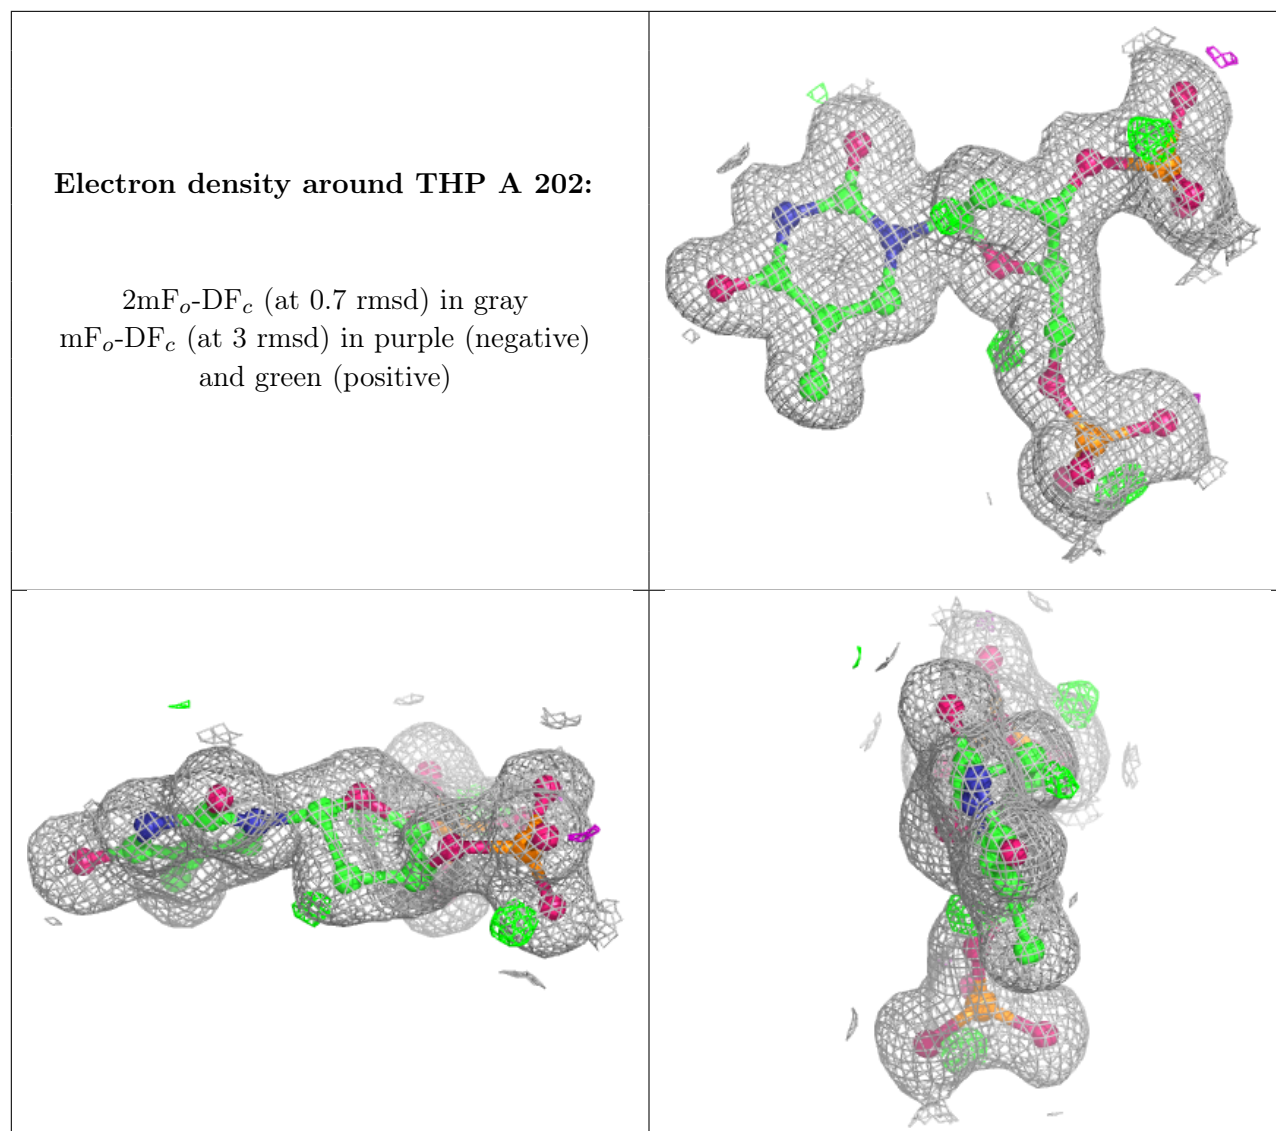 Electron density around THP A 202:
2mFo-DFc (at 0.7 rmsd) in gray
mFo-DFc (at 3 rmsd) in purple (negative)
and green (positive)